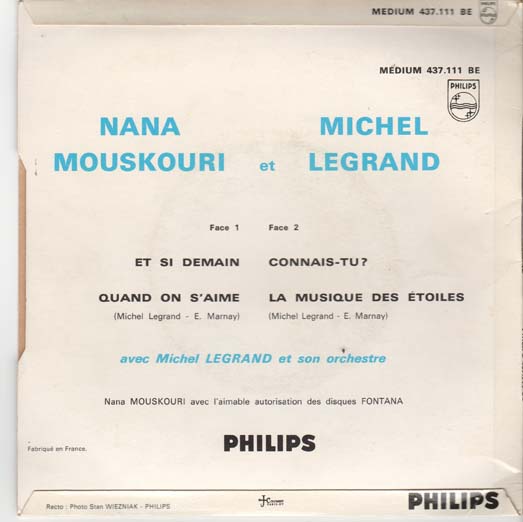 MEDIUM 437.111 BE
MEDIUM 437.111 BE
PHILIPS
NANA MOUSKOURI et MICHEL LEGRAND
Face 1
ET SI DEMAIN
QUAND ON S'AIME
(Michel Legrand - E. Marnay)
Face 2
CONNAIS-TU?
LA MUSIQUE DES ÉTOILES
(Michel Legrand - E. Marnay)
avec Michel LEGRAND et son orchestre
Nana MOUSKOURI avec l'aimable autorisation des disques FONTANA
PHILIPS
Fabriqué en France.
Recto : Photo Stan WIEZNIAK - PHILIPS
PHILIPS